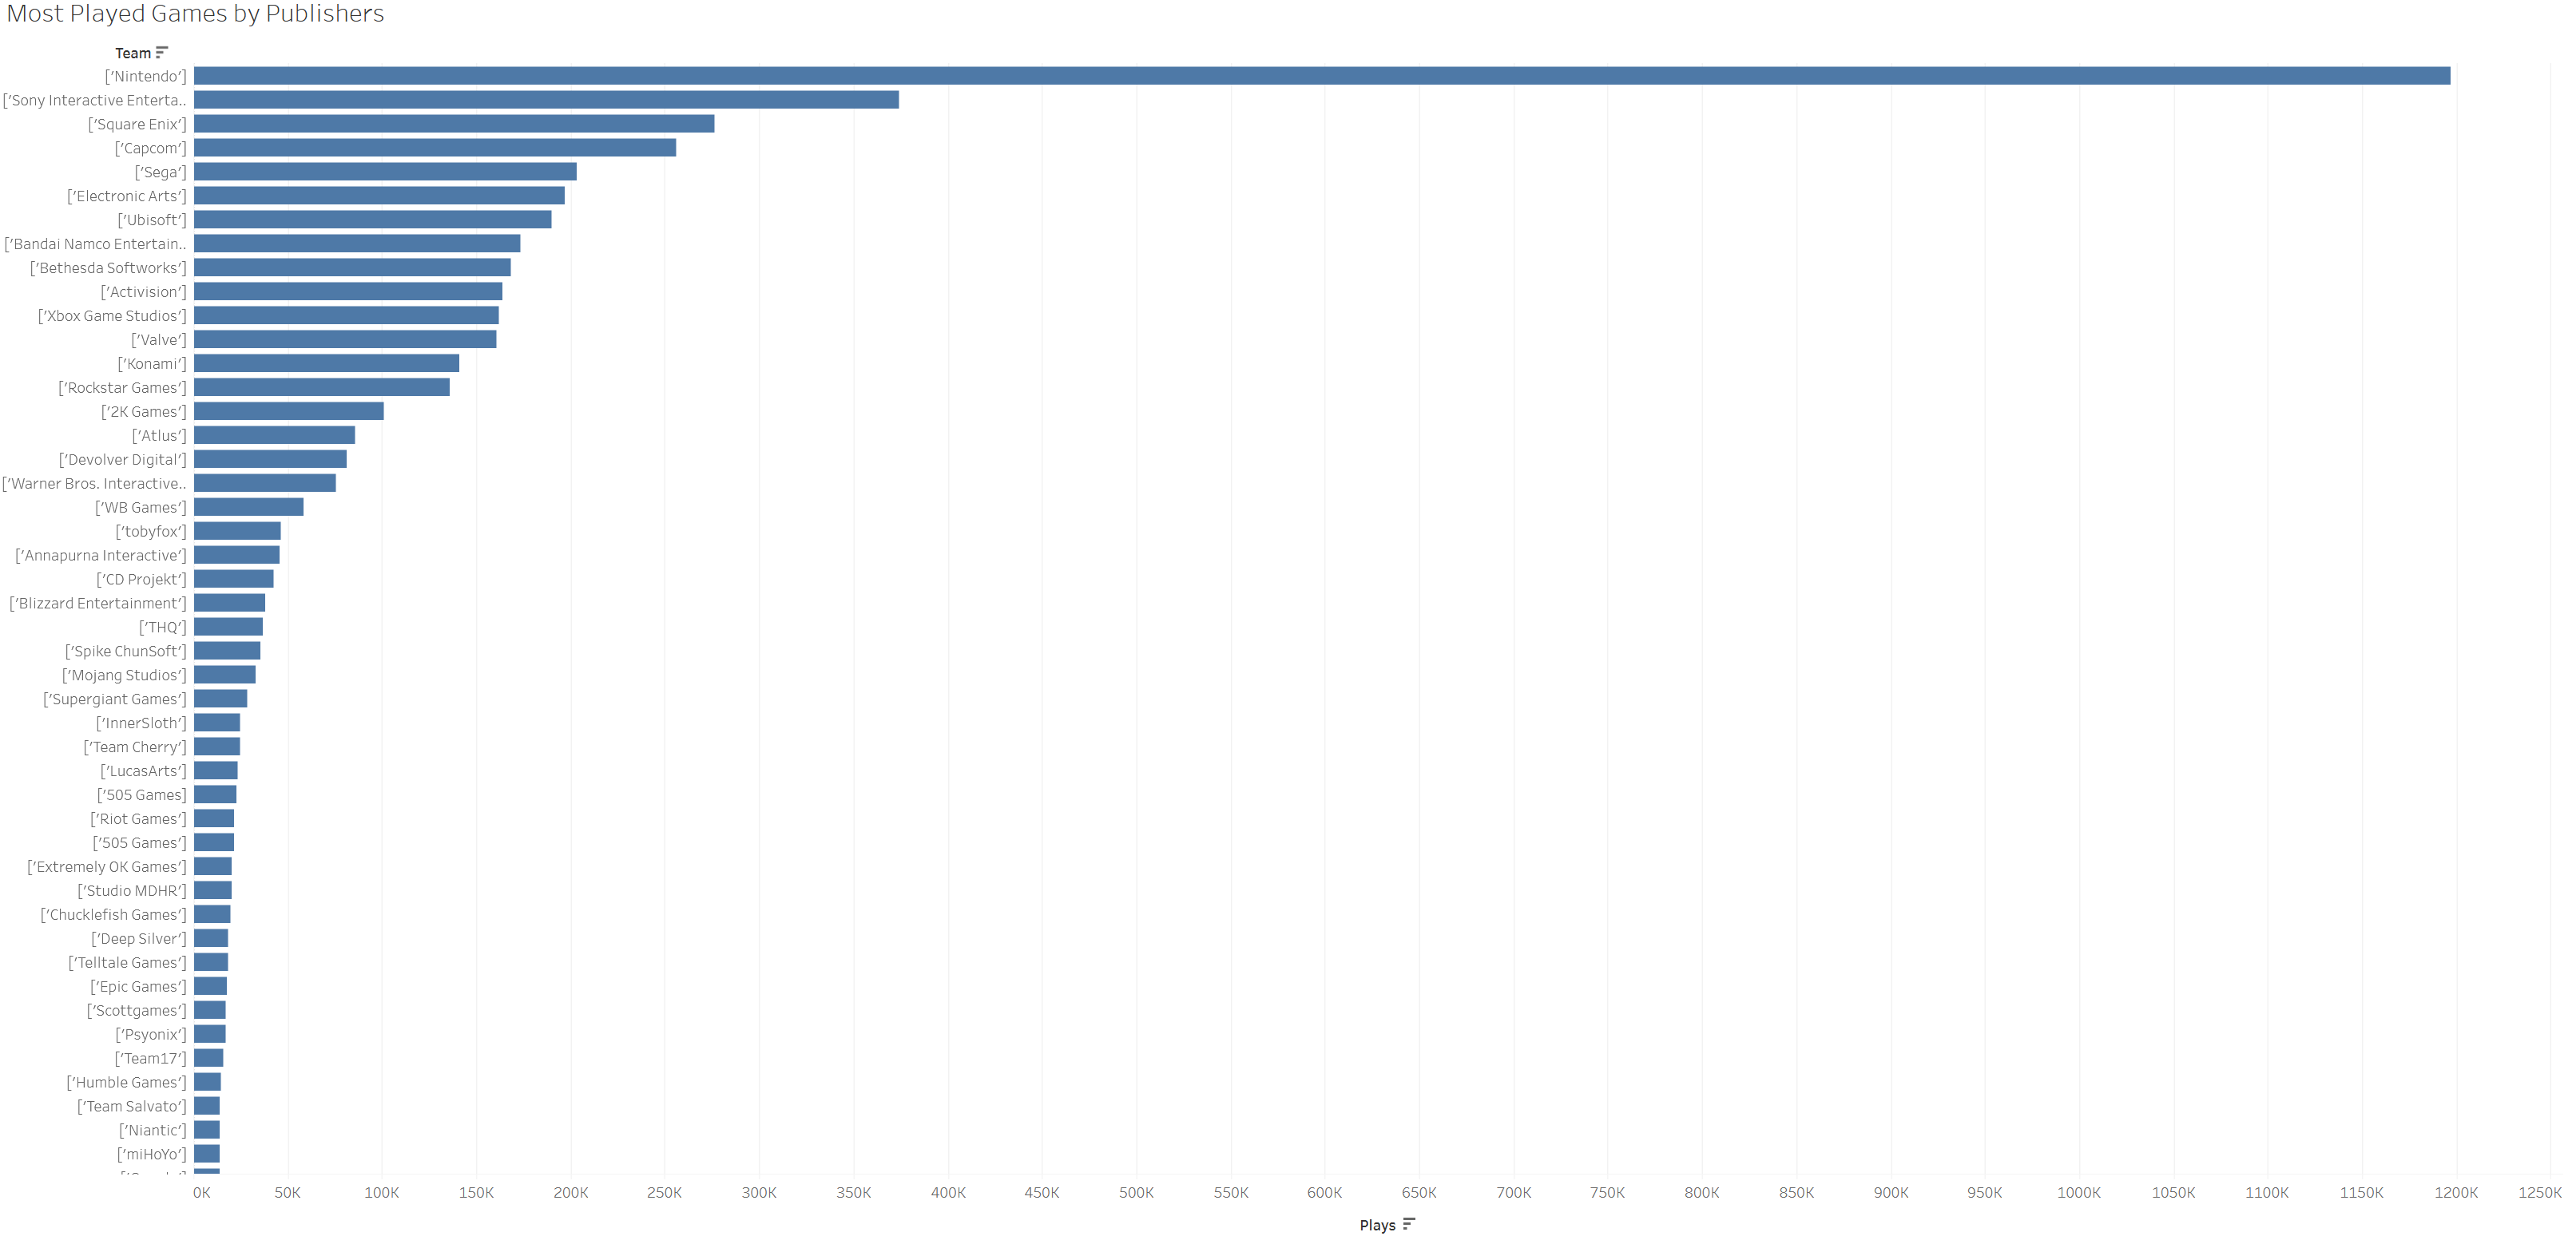 Most Played Games by Publishers
Team
['Nintendo']
['Sony Interactive Enterta..
['Square Enix']
['Capcom']
['Sega']
['Electronic Arts']
['Ubisoft']
['Bandai Namco Entertain..
['Bethesda Softworks']
['Activision']
['Xbox Game Studios']
['Valve']
['Konami']
['Rockstar Games']
['2K Games']
['Atlus']
['Devolver Digital']
['Warner Bros. Interactive..
['WB Games']
['tobyfox']
['Annapurna Interactive']
['CD Projekt']
['Blizzard Entertainment']
['THQ']
['Spike ChunSoft']
['Mojang Studios']
['Supergiant Games']
['InnerSloth']
['Team Cherry']
['LucasArts']
['505 Games]
['Riot Games']
['505 Games']
['Extremely OK Games']
['Studio MDHR']
['Chucklefish Games']
['Deep Silver']
['Telltale Games']
['Epic Games']
['Scottgames']
['Psyonix']
['Team17']
['Humble Games']
['Team Salvato']
['Niantic']
['miHoYo']
0K 50K 100K 150K 200K 250K 300K 350K 400K 450K 500K 550K 600K 650K 700K 750K 800K 850K 900K 950K 1000K 1050K 1100K 1150K 1200K 1250K
Plays